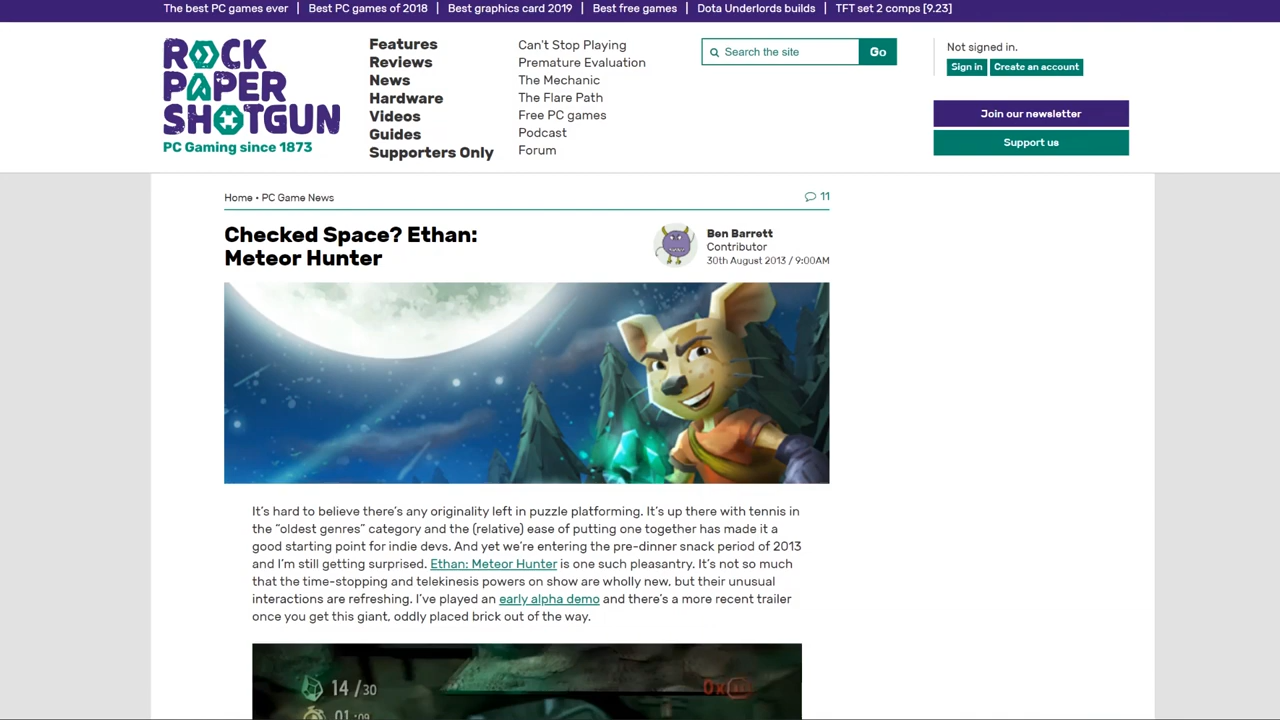 The best PC games ever | Best PC games of 2018 | Best graphics card 2019 | Best free games | Dota Underlords builds | TFT set 2 comps [9.23]
ROCK
PAPER
SHOTGUN
PC Gaming since 1873
Features
Reviews
News
Hardware
Videos
Guides
Supporters Only
Can't Stop Playing
Premature Evaluation
The Mechanic
The Flare Path
Free PC games
Podcast
Forum
Search the site
Go
Not signed in.
Sign in Create an account
Join our newsletter
Support us
Home • PC Game News
11
Checked Space? Ethan:
Meteor Hunter
Ben Barrett
Contributor
30th August 2013 / 9:00AM
It's hard to believe there's any originality left in puzzle platforming. It's up there with tennis in
the "oldest genres" category and the (relative) ease of putting one together has made it a
good starting point for indie devs. And yet we're entering the pre-dinner snack period of 2013
and I'm still getting surprised. Ethan: Meteor Hunter is one such pleasantry. It's not so much
that the time-stopping and telekinesis powers on show are wholly new, but their unusual
interactions are refreshing. I've played an early alpha demo and there's a more recent trailer
once you get this giant, oddly placed brick out of the way.
14/30